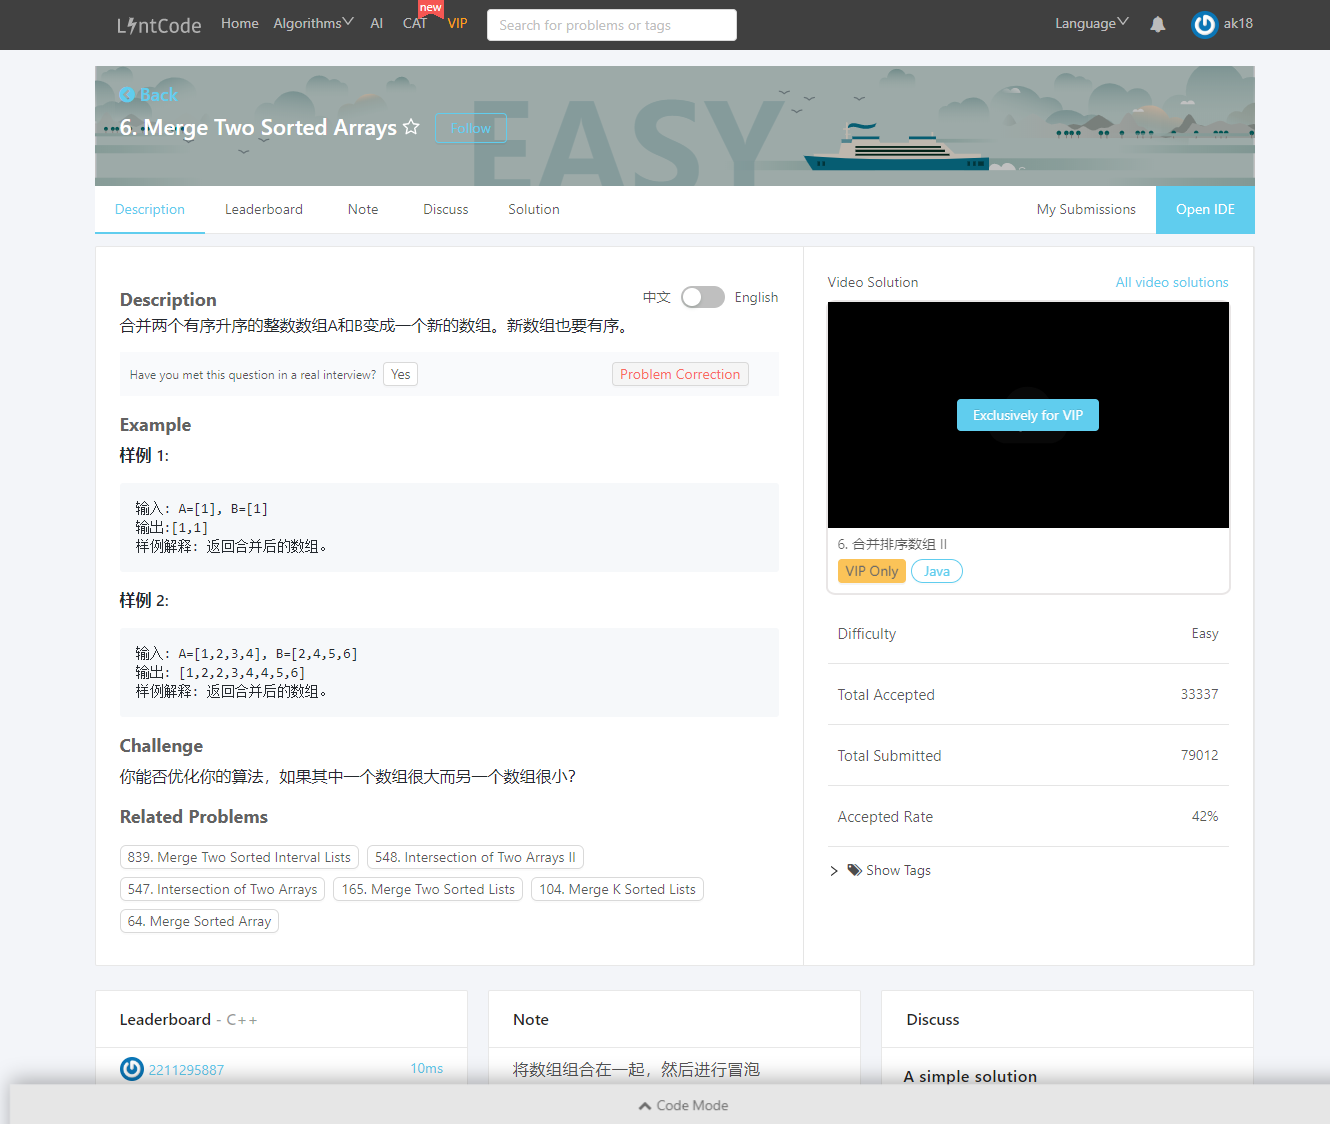 LintCode Home Algorithms AI CAT new VIP Search for problems or tags Language ak18
EASY
Back
6. Merge Two Sorted Arrays Follow
Description Leaderboard Note Discuss Solution My Submissions Open IDE
Description 中文 English
合并两个有序升序的整数数组A和B变成一个新的数组。新数组也要有序。
Have you met this question in a real interview? Yes Problem Correction
Example
样例 1:
输入: A=[1], B=[1]
输出:[1,1]
样例解释: 返回合并后的数组。
样例 2:
输入: A=[1,2,3,4], B=[2,4,5,6]
输出: [1,2,2,3,4,4,5,6]
样例解释: 返回合并后的数组。
Challenge
你能否优化你的算法，如果其中一个数组很大而另一个数组很小?
Related Problems
839. Merge Two Sorted Interval Lists 548. Intersection of Two Arrays II
547. Intersection of Two Arrays 165. Merge Two Sorted Lists 104. Merge K Sorted Lists
64. Merge Sorted Array
Video Solution All video solutions
Exclusively for VIP
6. 合并排序数组 II
VIP Only Java
Difficulty Easy
Total Accepted 33337
Total Submitted 79012
Accepted Rate 42%
Show Tags
Leaderboard - C++
2211295887 10ms
Note
将数组组合在一起，然后进行冒泡
Discuss
A simple solution
Code Mode